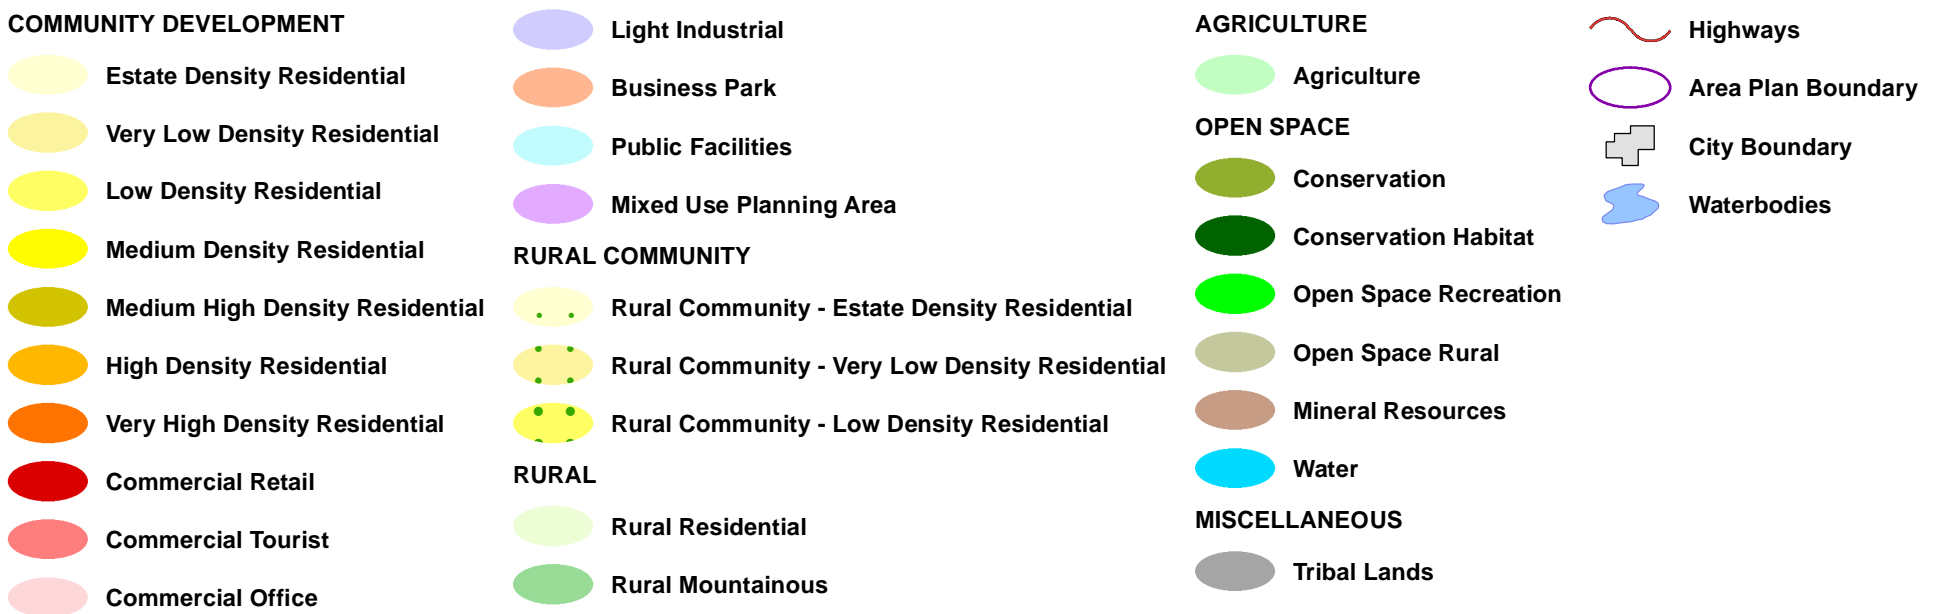 COMMUNITY DEVELOPMENT
Estate Density Residential
Very Low Density Residential
Low Density Residential
Medium Density Residential
Medium High Density Residential
High Density Residential
Very High Density Residential
Commercial Retail
Commercial Tourist
Commercial Office
Light Industrial
Business Park
Public Facilities
Mixed Use Planning Area
RURAL COMMUNITY
Rural Community - Estate Density Residential
Rural Community - Very Low Density Residential
Rural Community - Low Density Residential
RURAL
Rural Residential
Rural Mountainous
AGRICULTURE
Agriculture
OPEN SPACE
Conservation
Conservation Habitat
Open Space Recreation
Open Space Rural
Mineral Resources
Water
MISCELLANEOUS
Tribal Lands
Highways
Area Plan Boundary
City Boundary
Waterbodies